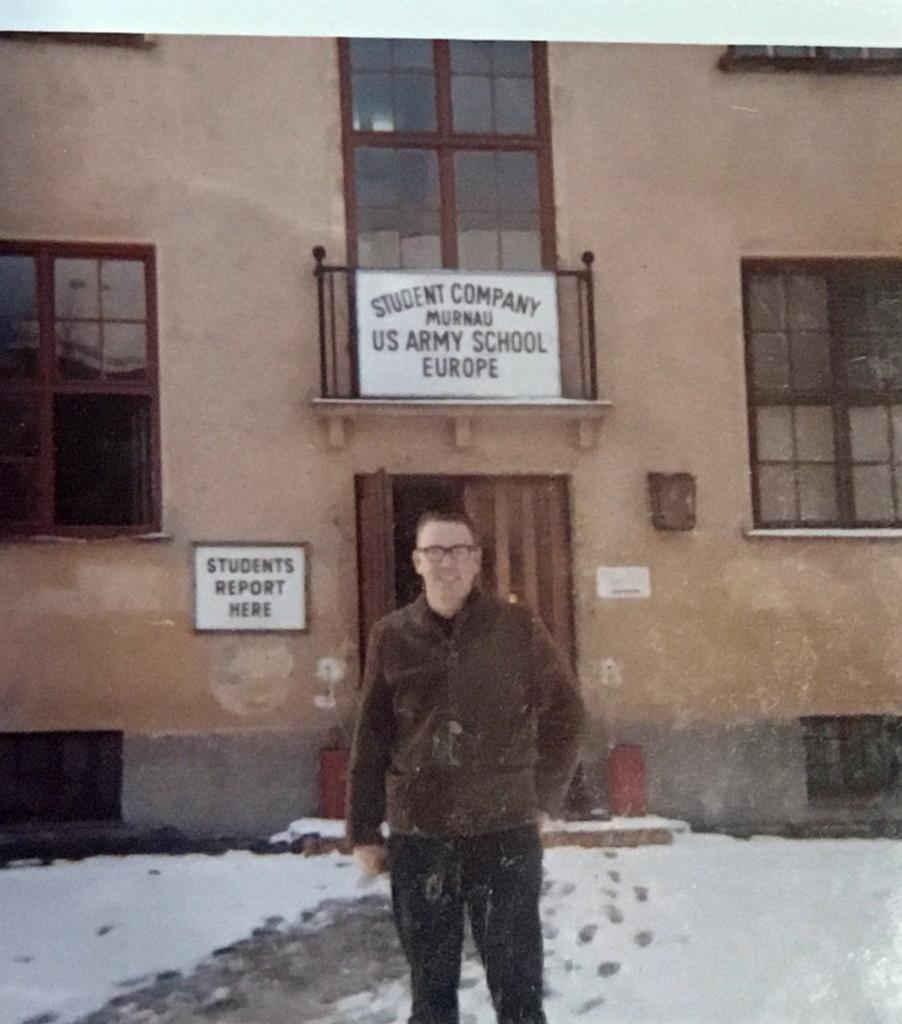 STUDENT COMPANY
MURNAU
US ARMY SCHOOL
EUROPE
STUDENTS
REPORT
HERE